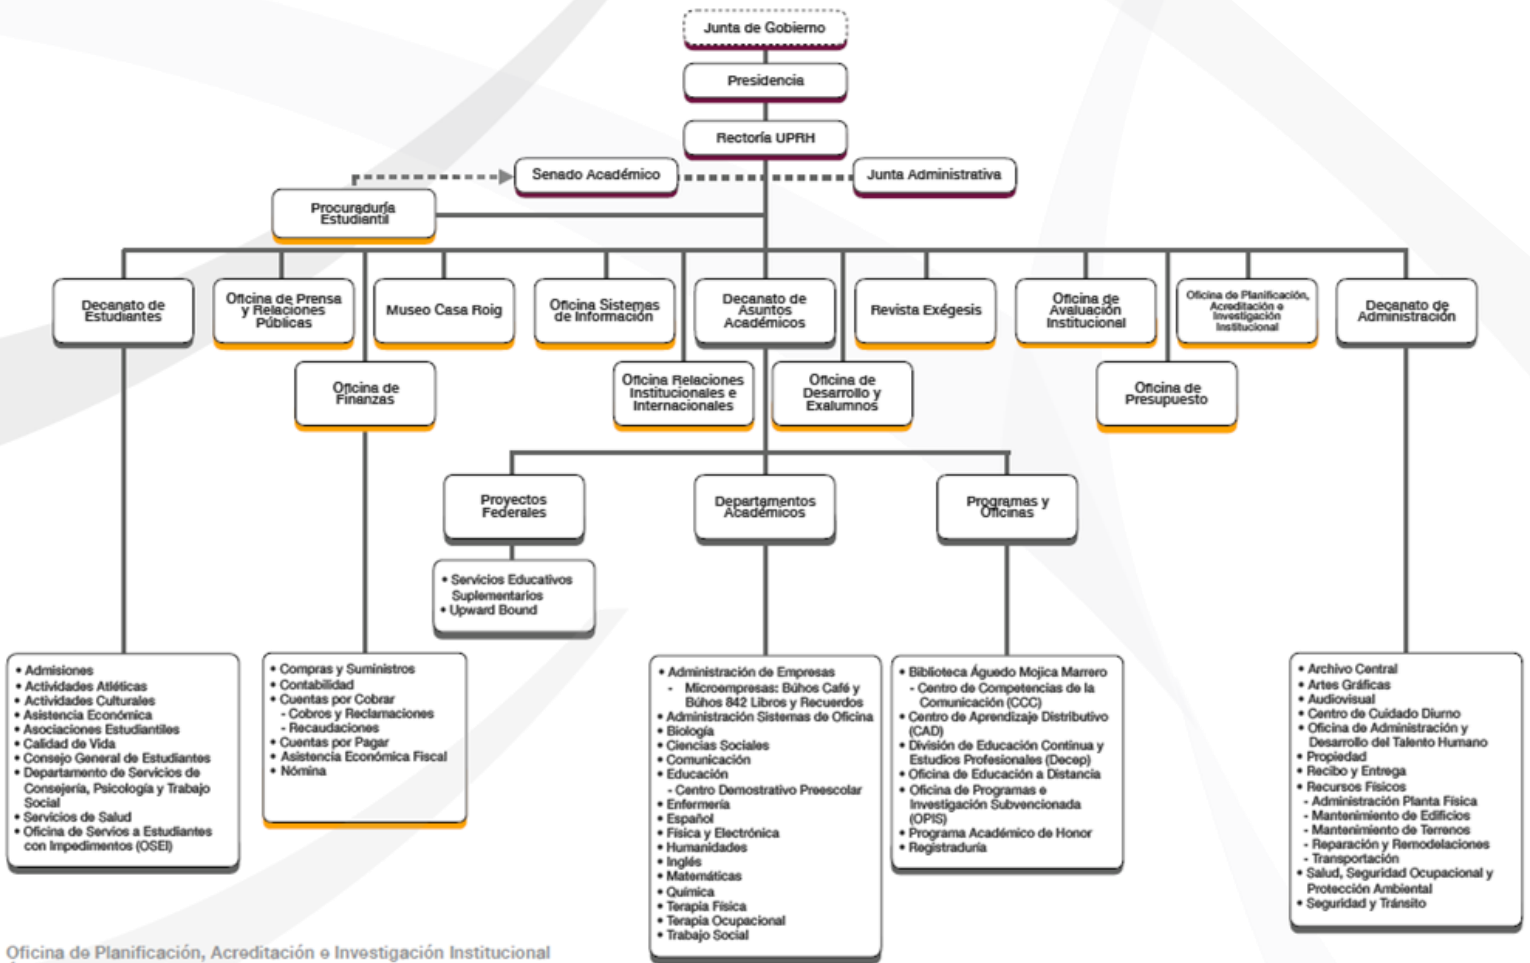 Junta de Gobierno
Presidencia
Rectoría UPRH
Senado Académico
Junta Administrativa
Procuraduría
Estudiantil
Decanato de
Estudiantes
Oficina de Prensa
y Relaciones
Públicas
Museo Casa Roig
Oficina Sistemas
de Información
Decanato de
Asuntos
Académicos
Revista Exégesis
Oficina de
Avaluación
Institucional
Oficina de Planificación,
Acreditación e
Investigación
Institucional
Decanato de
Administración
Oficina de
Finanzas
Oficina Relaciones
Institucionales e
Internacionales
Oficina de
Desarrollo y
Exalumnos
Oficina de
Presupuesto
Proyectos
Federales
Departamentos
Académicos
Programas y
Oficinas
• Servicios Educativos
Suplementarios
• Upward Bound
• Admisiones
• Actividades Atléticas
• Actividades Culturales
• Asistencia Económica
• Asociaciones Estudiantiles
• Calidad de Vida
• Consejo General de Estudiantes
• Departamento de Servicios de
Consejería, Psicología y Trabajo
Social
• Servicios de Salud
• Oficina de Servios a Estudiantes
con Impedimentos (OSEI)
• Compras y Suministros
• Contabilidad
• Cuentas por Cobrar
- Cobros y Reclamaciones
- Recaudaciones
• Cuentas por Pagar
• Asistencia Económica Fiscal
• Nómina
• Administración de Empresas
- Microempresas: Búhos Café y
Búhos 842 Libros y Recuerdos
• Administración Sistemas de Oficina
• Biología
• Ciencias Sociales
• Comunicación
• Educación
- Centro Demostrativo Preescolar
• Enfermería
• Español
• Física y Electrónica
• Humanidades
• Inglés
• Matemáticas
• Química
• Terapia Física
• Terapia Ocupacional
• Trabajo Social
• Biblioteca Águedo Mojica Marrero
- Centro de Competencias de la
Comunicación (CCC)
• Centro de Aprendizaje Distributivo
(CAD)
• División de Educación Continua y
Estudios Profesionales (Decep)
• Oficina de Educación a Distancia
• Oficina de Programas e
Investigación Subvencionada
(OPIS)
• Programa Académico de Honor
• Registraduría
• Archivo Central
• Artes Gráficas
• Audiovisual
• Centro de Cuidado Diurno
• Oficina de Administración y
Desarrollo del Talento Humano
• Propiedad
• Recibo y Entrega
• Recursos Físicos
- Administración Planta Física
- Mantenimiento de Edificios
- Mantenimiento de Terrenos
- Reparación y Remodelaciones
- Transportación
• Salud, Seguridad Ocupacional y
Protección Ambiental
• Seguridad y Tránsito
Oficina de Planificación, Acreditación e Investigación Institucional